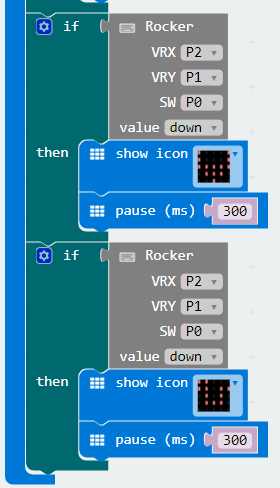 if Rocker
VRX P2
VRY P1
SW P0
value down
then show icon
pause (ms) 300
if Rocker
VRX P2
VRY P1
SW P0
value down
then show icon
pause (ms) 300